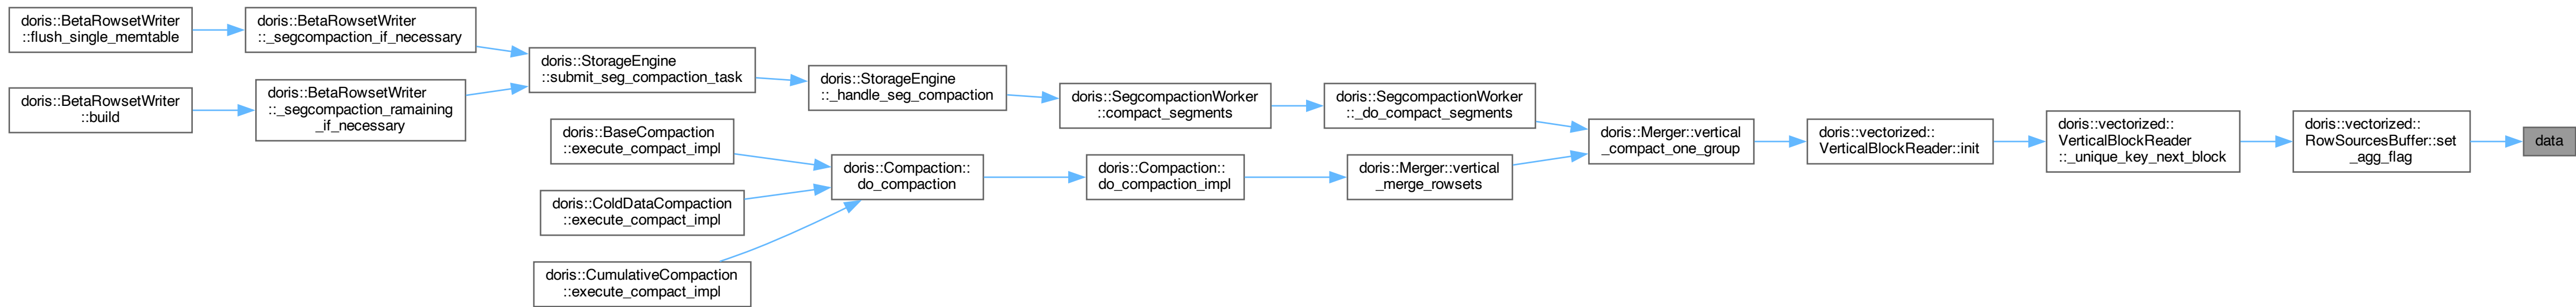 doris::BetaRowsetWriter
::flush_single_memtable
doris::BetaRowsetWriter
::_segcompaction_if_necessary
doris::BetaRowsetWriter
::build
doris::BetaRowsetWriter
::_segcompaction_ramaining
_if_necessary
doris::StorageEngine
::submit_seg_compaction_task
doris::StorageEngine
::_handle_seg_compaction
doris::SegcompactionWorker
::compact_segments
doris::SegcompactionWorker
::_do_compact_segments
doris::BaseCompaction
::execute_compact_impl
doris::ColdDataCompaction
::execute_compact_impl
doris::CumulativeCompaction
::execute_compact_impl
doris::Compaction::
do_compaction
doris::Compaction::
do_compaction_impl
doris::Merger::vertical
_merge_rowsets
doris::Merger::vertical
_compact_one_group
doris::vectorized::
VerticalBlockReader::init
doris::vectorized::
VerticalBlockReader
::_unique_key_next_block
doris::vectorized::
RowSourcesBuffer::set
_agg_flag
data